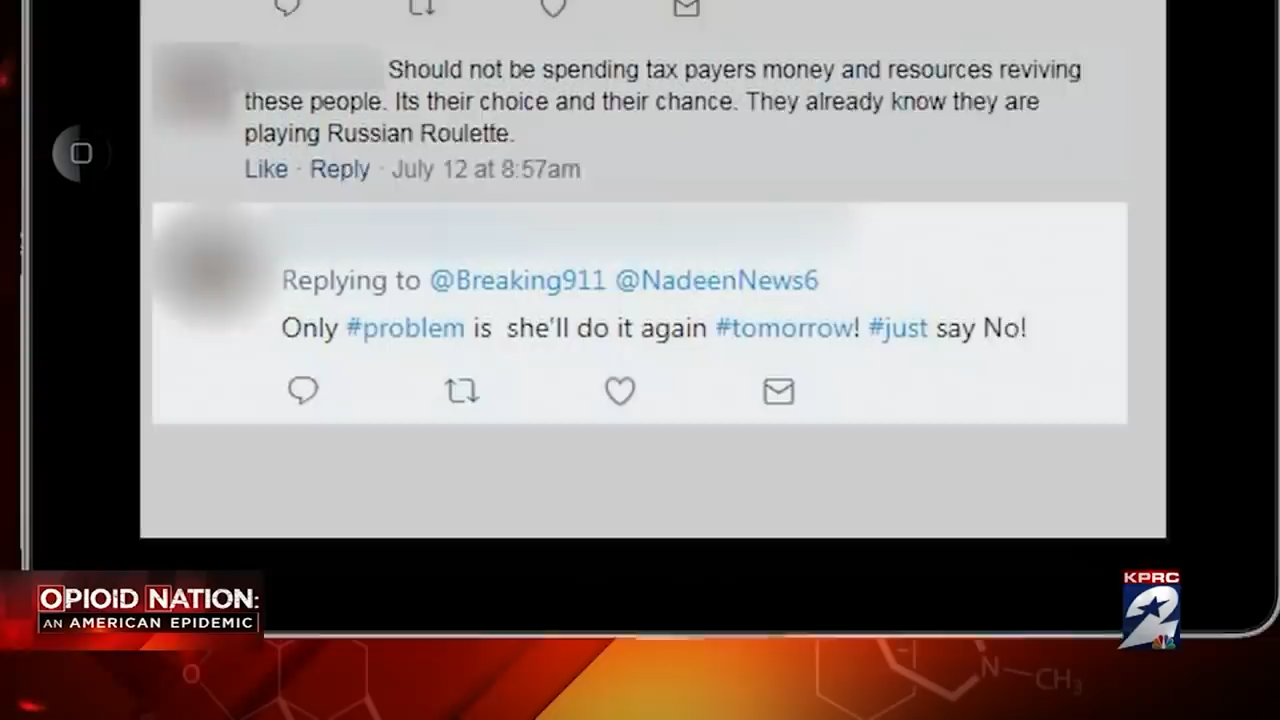 Should not be spending tax payers money and resources reviving
these people. Its their choice and their chance. They already know they are
playing Russian Roulette.
Like · Reply · July 12 at 8:57am
Replying to @Breaking911 @NadeenNews6
Only #problem is she'll do it again #tomorrow! #just say No!
OPIOID NATION:
AN AMERICAN EPIDEMIC
KPRC
2
O
N
CH3